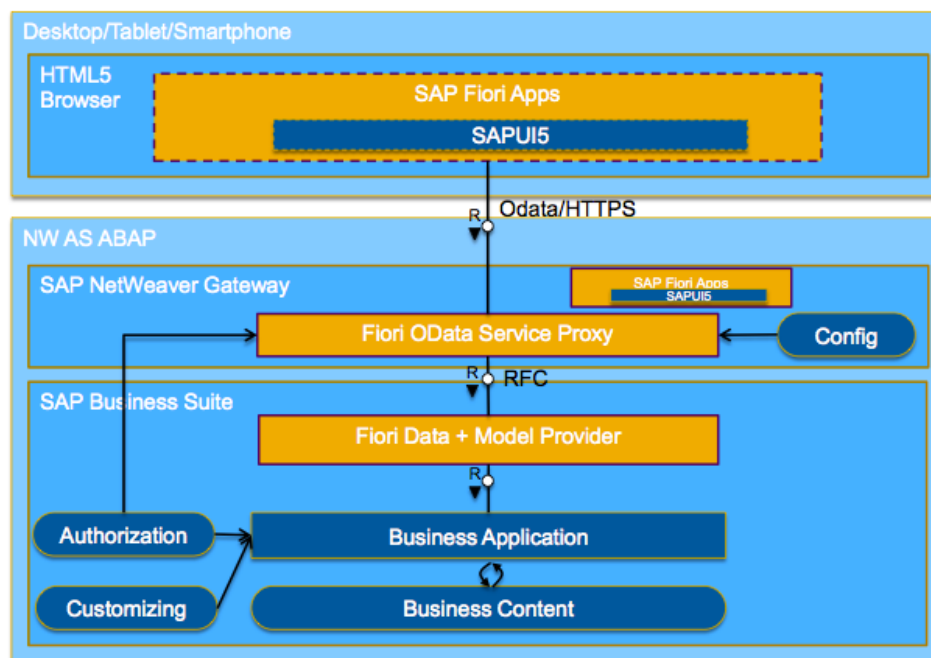 Desktop/Tablet/Smartphone
HTML5
Browser
SAP Fiori Apps
SAPUI5
Odata/HTTPS
R
NW AS ABAP
SAP NetWeaver Gateway
SAP Fiori Apps
SAPUI5
Fiori OData Service Proxy
Config
R
RFC
SAP Business Suite
Fiori Data + Model Provider
R
Authorization
Business Application
Customizing
Business Content